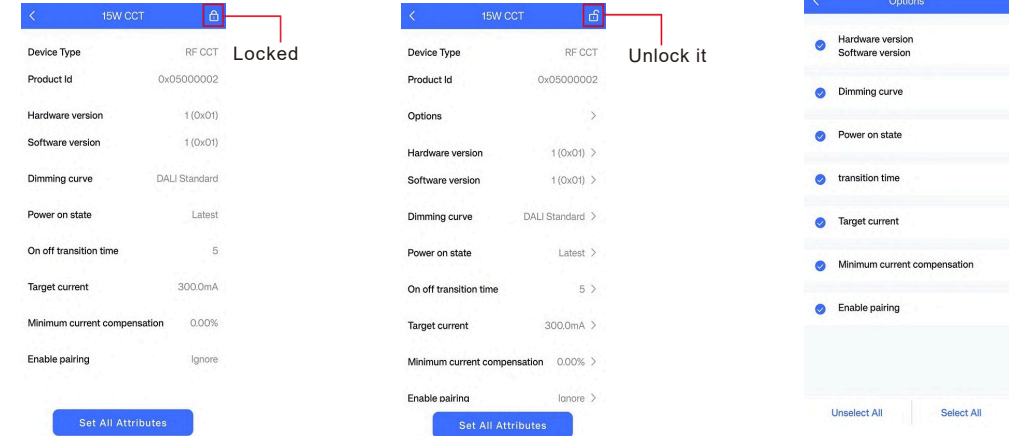 15W CCT
Locked
Device Type RF CCT
Product Id 0x05000002
Hardware version 1 (0x01)
Software version 1 (0x01)
Dimming curve DALI Standard
Power on state Latest
On off transition time 5
Target current 300.0mA
Minimum current compensation 0.00%
Enable pairing Ignore
Set All Attributes
15W CCT
Unlock it
Device Type RF CCT
Product Id 0x05000002
Options
Hardware version 1 (0x01)
Software version 1 (0x01)
Dimming curve DALI Standard
Power on state Latest
On off transition time 5
Target current 300.0mA
Minimum current compensation 0.00%
Enable pairing Ignore
Set All Attributes
Options
Hardware version
Software version
Dimming curve
Power on state
transition time
Target current
Minimum current compensation
Enable pairing
Unselect All Select All